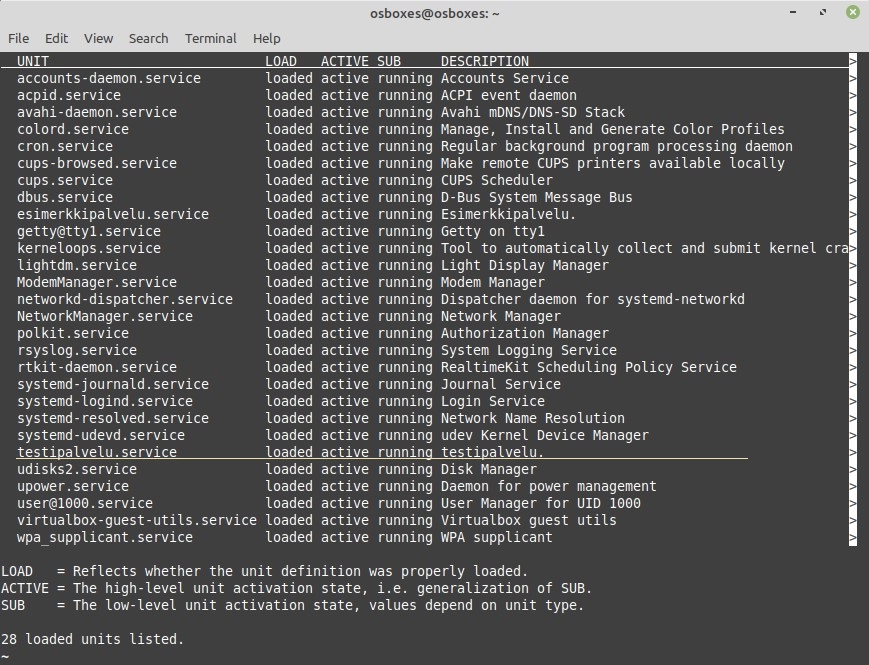 osboxes@osboxes: ~
File Edit View Search Terminal Help
UNIT LOAD ACTIVE SUB DESCRIPTION >
accounts-daemon.service loaded active running Accounts Service >
acpid.service loaded active running ACPI event daemon >
avahi-daemon.service loaded active running Avahi mDNS/DNS-SD Stack >
colord.service loaded active running Manage, Install and Generate Color Profiles >
cron.service loaded active running Regular background program processing daemon >
cups-browsed.service loaded active running Make remote CUPS printers available locally >
cups.service loaded active running CUPS Scheduler >
dbus.service loaded active running D-Bus System Message Bus >
esimerkkipalvelu.service loaded active running Esimerkkipalvelu. >
getty@tty1.service loaded active running Getty on tty1 >
kerneloops.service loaded active running Tool to automatically collect and submit kernel cra>
lightdm.service loaded active running Light Display Manager >
ModemManager.service loaded active running Modem Manager >
networkd-dispatcher.service loaded active running Dispatcher daemon for systemd-networkd >
NetworkManager.service loaded active running Network Manager >
polkit.service loaded active running Authorization Manager >
rsyslog.service loaded active running System Logging Service >
rtkit-daemon.service loaded active running RealtimeKit Scheduling Policy Service >
systemd-journald.service loaded active running Journal Service >
systemd-logind.service loaded active running Login Service >
systemd-resolved.service loaded active running Network Name Resolution >
systemd-udevd.service loaded active running udev Kernel Device Manager >
testipalvelu.service loaded active running testipalvelu. >
udisks2.service loaded active running Disk Manager >
upower.service loaded active running Daemon for power management >
user@1000.service loaded active running User Manager for UID 1000 >
virtualbox-guest-utils.service loaded active running Virtualbox guest utils >
wpa_supplicant.service loaded active running WPA supplicant >
LOAD = Reflects whether the unit definition was properly loaded.
ACTIVE = The high-level unit activation state, i.e. generalization of SUB.
SUB = The low-level unit activation state, values depend on unit type.
28 loaded units listed.
~